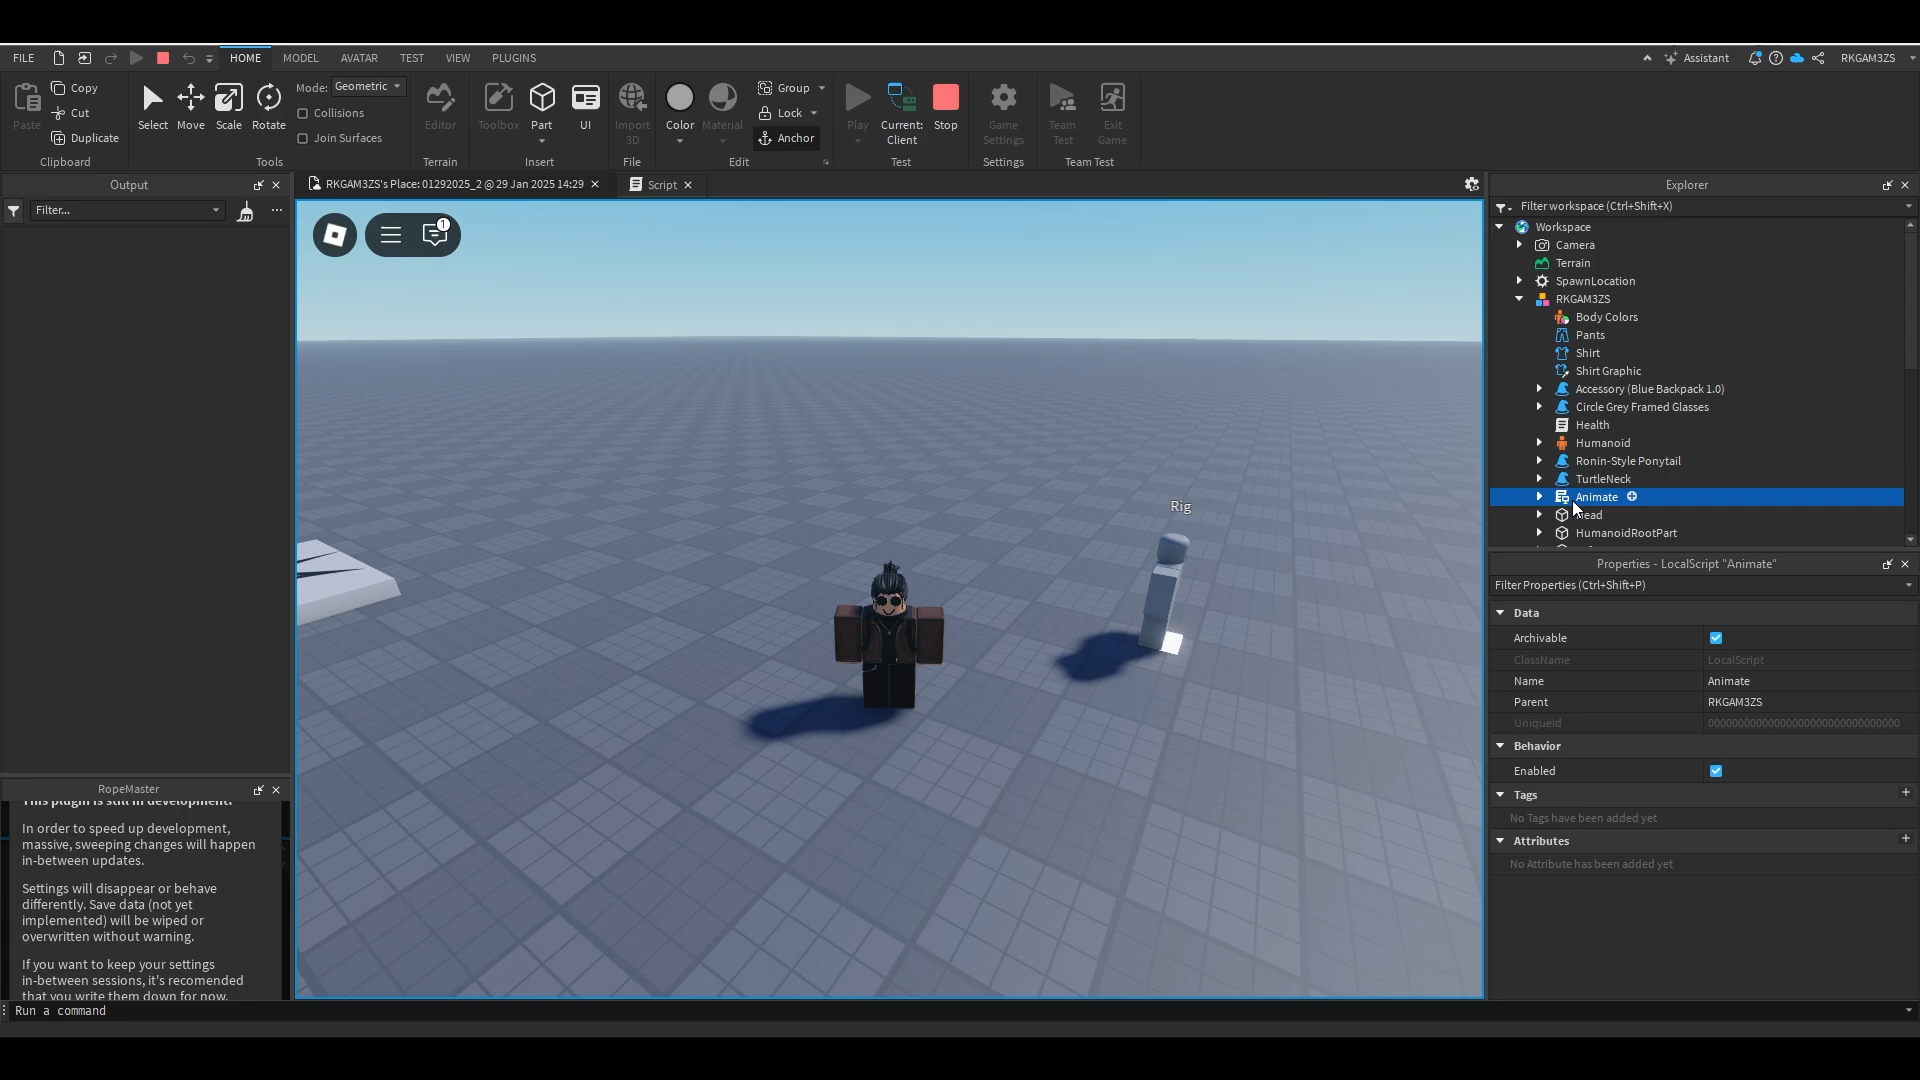 FILE HOME MODEL AVATAR TEST VIEW PLUGINS Assistant RKGAM3ZS
Paste Copy Cut Duplicate Clipboard
Select Move Scale Rotate Mode: Geometric Collisions Join Surfaces Tools
Editor Terrain
Toolbox Part UI Insert
Import 3D File
Color Material Group Lock Anchor Edit
Play Current: Client Stop Test
Game Settings Settings
Team Test Exit Game Team Test
Output
Filter...
RKGAM3ZS's Place: 01292025_2 @ 29 Jan 2025 14:29 Script
1
Rig
Explorer
Filter workspace (Ctrl+Shift+X)
Workspace
Camera
Terrain
SpawnLocation
RKGAM3ZS
Body Colors
Pants
Shirt
Shirt Graphic
Accessory (Blue Backpack 1.0)
Circle Grey Framed Glasses
Health
Humanoid
Ronin-Style Ponytail
TurtleNeck
Animate
Head
HumanoidRootPart
Properties - LocalScript "Animate"
Filter Properties (Ctrl+Shift+P)
Data
Archivable
ClassName LocalScript
Name Animate
Parent RKGAM3ZS
UniqueId 00000000000000000000000000000000
Behavior
Enabled
Tags
No Tags have been added yet
Attributes
No Attribute has been added yet
RopeMaster
This plugin is still in development.
In order to speed up development,
massive, sweeping changes will happen
in-between updates.
Settings will disappear or behave
differently. Save data (not yet
implemented) will be wiped or
overwritten without warning.
If you want to keep your settings
in-between sessions, it's recomended
that you write them down for now.
Run a command